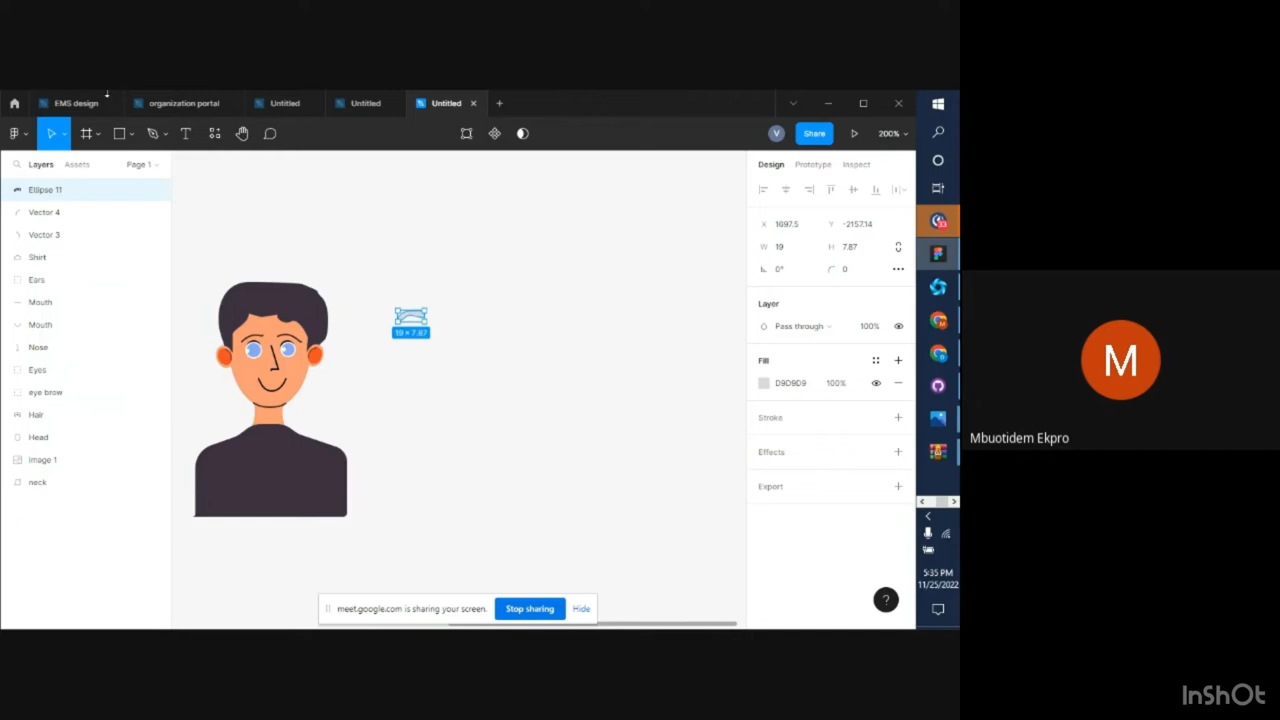 EMS design
organization portal
Untitled
Untitled
Untitled
V
Share
200%
Layers
Assets
Page 1
Design
Prototype
Inspect
Ellipse 11
Vector 4
Vector 3
Shirt
Ears
Mouth
Mouth
Nose
Eyes
eye brow
Hair
Head
Image 1
neck
19 × 7.87
X 1697.5 Y -2157.14
W 19 H 7.87
0° 0
Layer
Pass through 100%
Fill
D9D9D9 100%
Stroke
Effects
Export
?
meet.google.com is sharing your screen.
Stop sharing
Hide
5:35 PM
11/25/2022
M
Mbuotidem Ekpro
InShOt